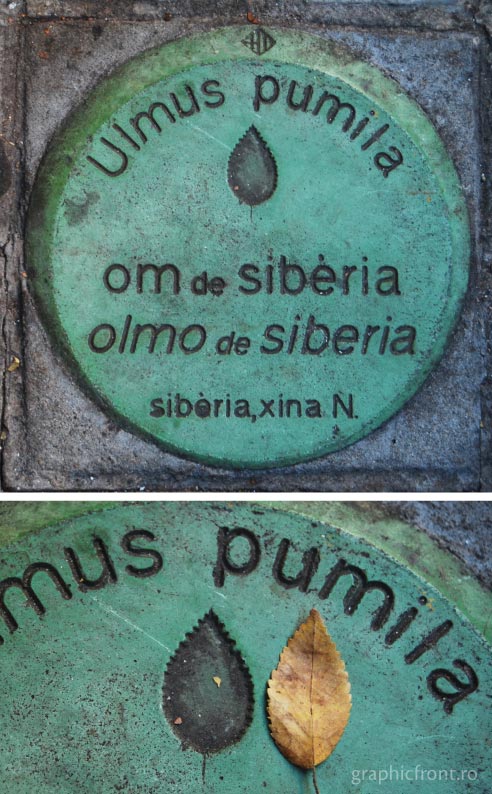 Ulmus pumila
om de sibèria
olmo de siberia
sibèria, xina N.
mus pumila
graphicfront.ro